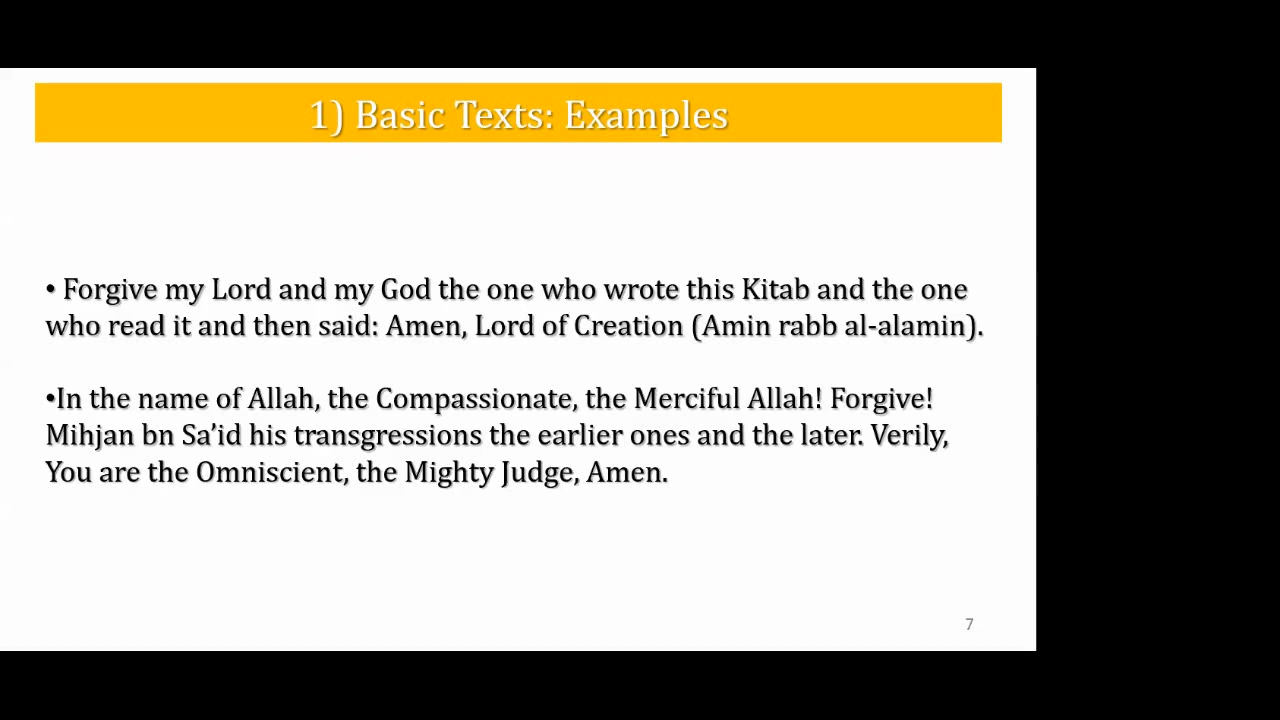 1) Basic Texts: Examples
• Forgive my Lord and my God the one who wrote this Kitab and the one
who read it and then said: Amen, Lord of Creation (Amin rabb al-alamin).
•In the name of Allah, the Compassionate, the Merciful Allah! Forgive!
Mihjan bn Sa’id his transgressions the earlier ones and the later. Verily,
You are the Omniscient, the Mighty Judge, Amen.
7